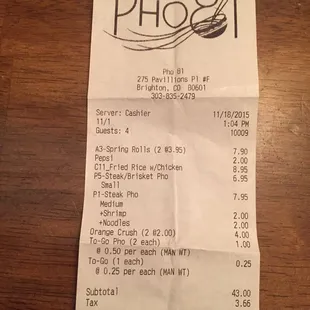 PHO81
Pho 81
275 Pavillions Pl #F
Brighton, CO 80601
303-835-2479
Server: Cashier 11/18/2015
11/1 1:04 PM
Guests: 4 10009
A3-Spring Rolls (2 @3.95) 7.90
Pepsi 2.00
C11_Fried Rice w/Chicken 8.95
P5-Steak/Brisket Pho 6.95
Small
P1-Steak Pho 7.95
Medium
+Shrimp 2.00
+Noodles 2.00
Orange Crush (2 @2.00) 4.00
To-Go Pho (2 each) 1.00
@ 0.50 per each (MAN WT)
To-Go (1 each) 0.25
@ 0.25 per each (MAN WT)
Subtotal 43.00
Tax 3.66